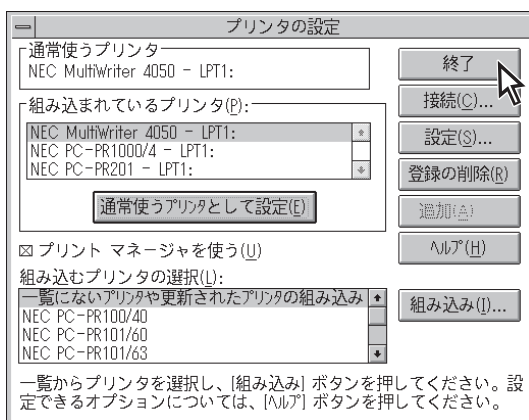 プリンタの設定
通常使うプリンタ
NEC MultiWriter 4050 - LPT1:
組み込まれているプリンタ(P):
NEC MultiWriter 4050 - LPT1:
NEC PC-PR1000/4 - LPT1:
NEC PC-PR201 - LPT1:
通常使うプリンタとして設定(E)
プリント マネージャを使う(U)
組み込むプリンタの選択(L):
一覧にないプリンタや更新されたプリンタの組み込み
NEC PC-PR100/40
NEC PC-PR101/60
NEC PC-PR101/63
終了
接続(C)...
設定(S)...
登録の削除(R)
追加(A)
ヘルプ(H)
組み込み(I)...
一覧からプリンタを選択し、[組み込み] ボタンを押してください。設
定できるオプションについては、[ヘルプ] ボタンを押してください。